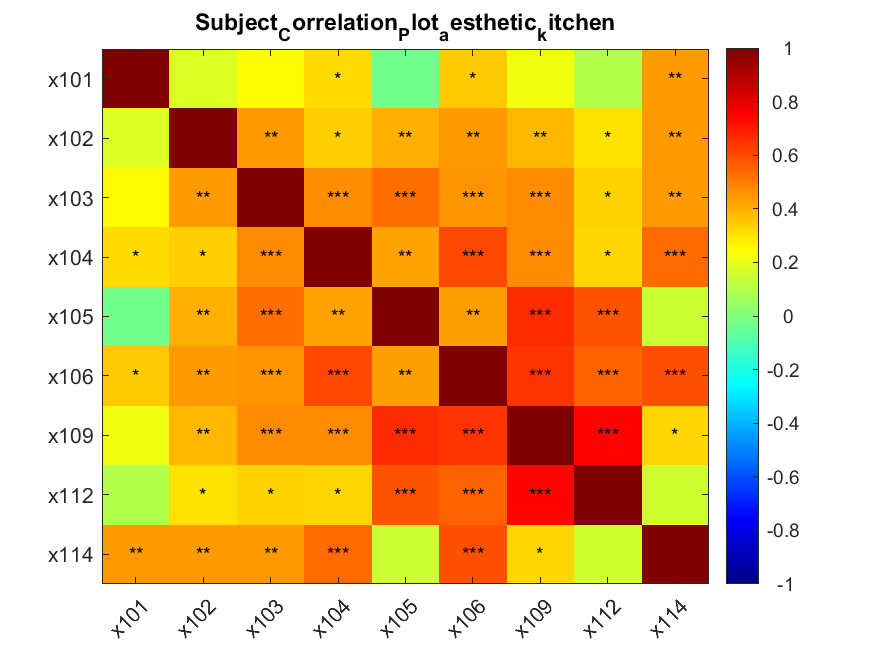 Subject_Correlation_Plot_aesthetic_kitchen
1
x101 * * **
0.8
x102 ** * ** ** ** * **
0.6
x103 ** *** *** *** *** * **
0.4
x104 * * *** ** *** *** * ***
0.2
x105 ** *** ** ** *** ***
0
x106 * ** *** *** ** *** *** ***
-0.2
x109 ** *** *** *** *** *** *
-0.4
x112 * * * *** *** ***
-0.6
x114 ** ** ** *** *** *
-0.8
-1
x101 x102 x103 x104 x105 x106 x109 x112 x114